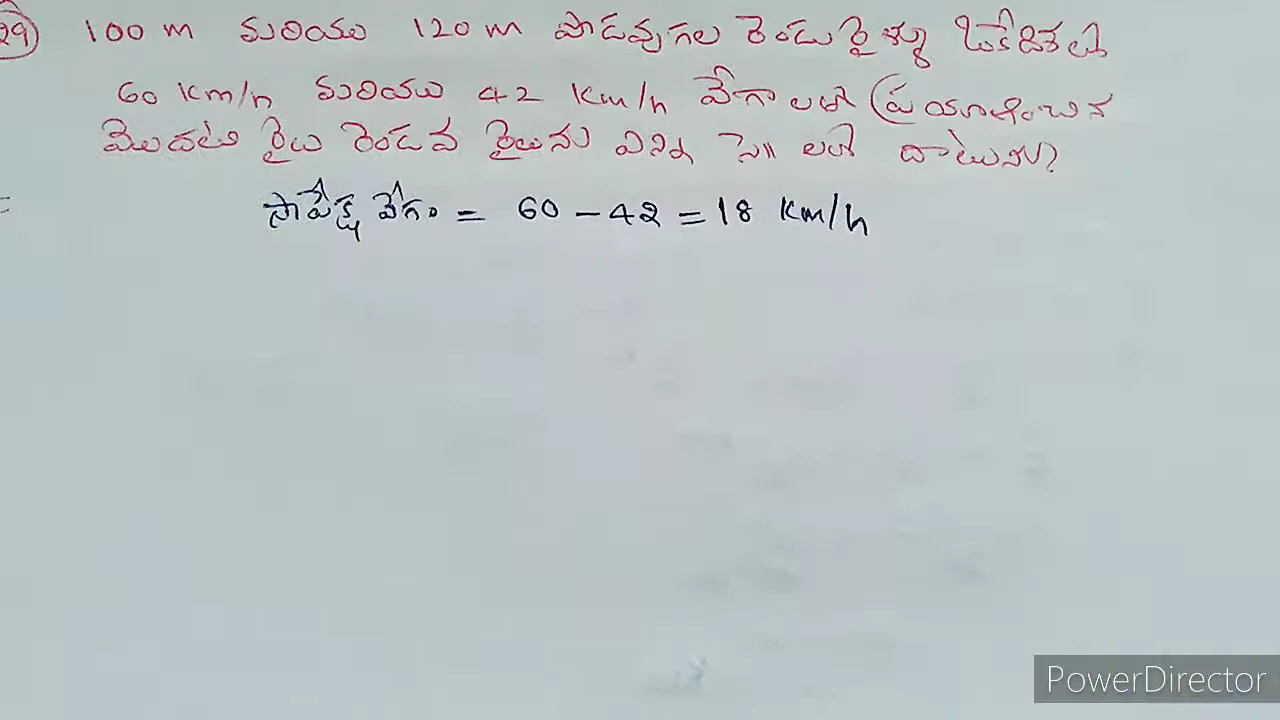 29 100 m మరియు 120 m పొడవుగల రెండు రైళ్ళు ఒకేదిశలో
60 Km/h మరియు 42 Km/h వేగాలతో ప్రయాణించిన
మొదటి రైలు రెండవ రైలును ఎన్ని సె॥ లలో దాటును?
= సాపేక్ష వేగం = 60 - 42 = 18 Km/h
PowerDirector